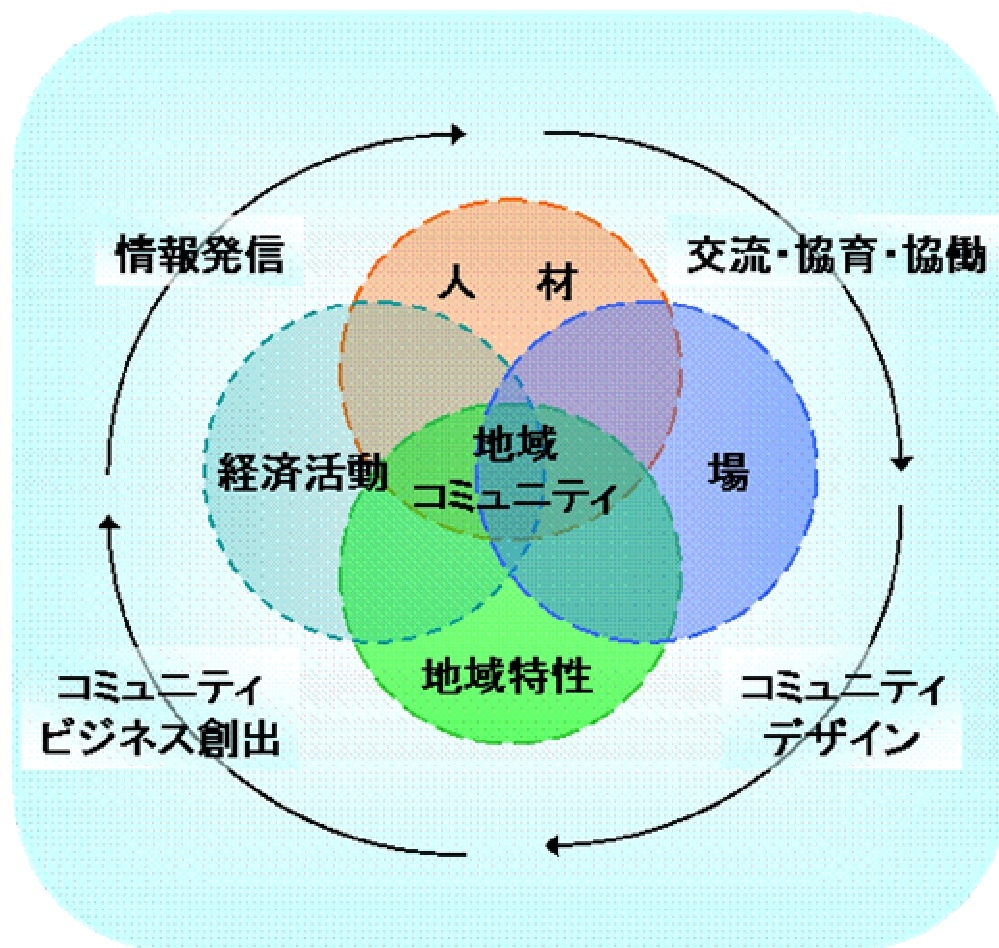 情報発信
交流・協育・協働
人　材
地域
コミュニティ
経済活動
場
地域特性
コミュニティ
ビジネス創出
コミュニティ
デザイン